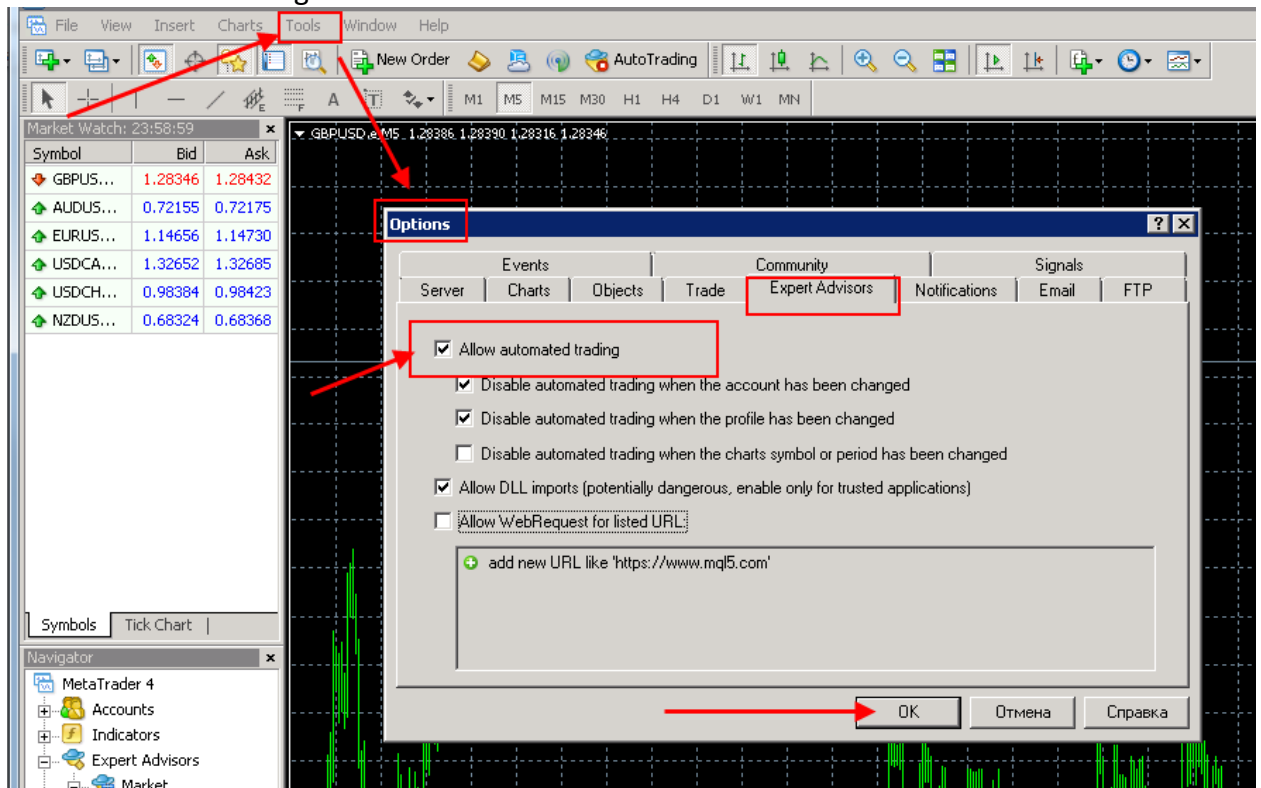 File View Insert Charts Tools Window Help
New Order AutoTrading
E F A T M1 M5 M15 M30 H1 H4 D1 W1 MN
Market Watch: 23:58:59
Symbol Bid Ask
GBPUS... 1.28346 1.28432
AUDUS... 0.72155 0.72175
EURUS... 1.14656 1.14730
USDCA... 1.32652 1.32685
USDCH... 0.98384 0.98423
NZDUS... 0.68324 0.68368
Symbols Tick Chart
Navigator
MetaTrader 4
Accounts
Indicators
Expert Advisors
Market
GBPUSD.e,M5 1.28386 1.28390 1.28316 1.28346
Options
Events Community Signals
Server Charts Objects Trade Expert Advisors Notifications Email FTP
Allow automated trading
Disable automated trading when the account has been changed
Disable automated trading when the profile has been changed
Disable automated trading when the charts symbol or period has been changed
Allow DLL imports (potentially dangerous, enable only for trusted applications)
Allow WebRequest for listed URL:
add new URL like 'https://www.mql5.com'
OK Отмена Справка